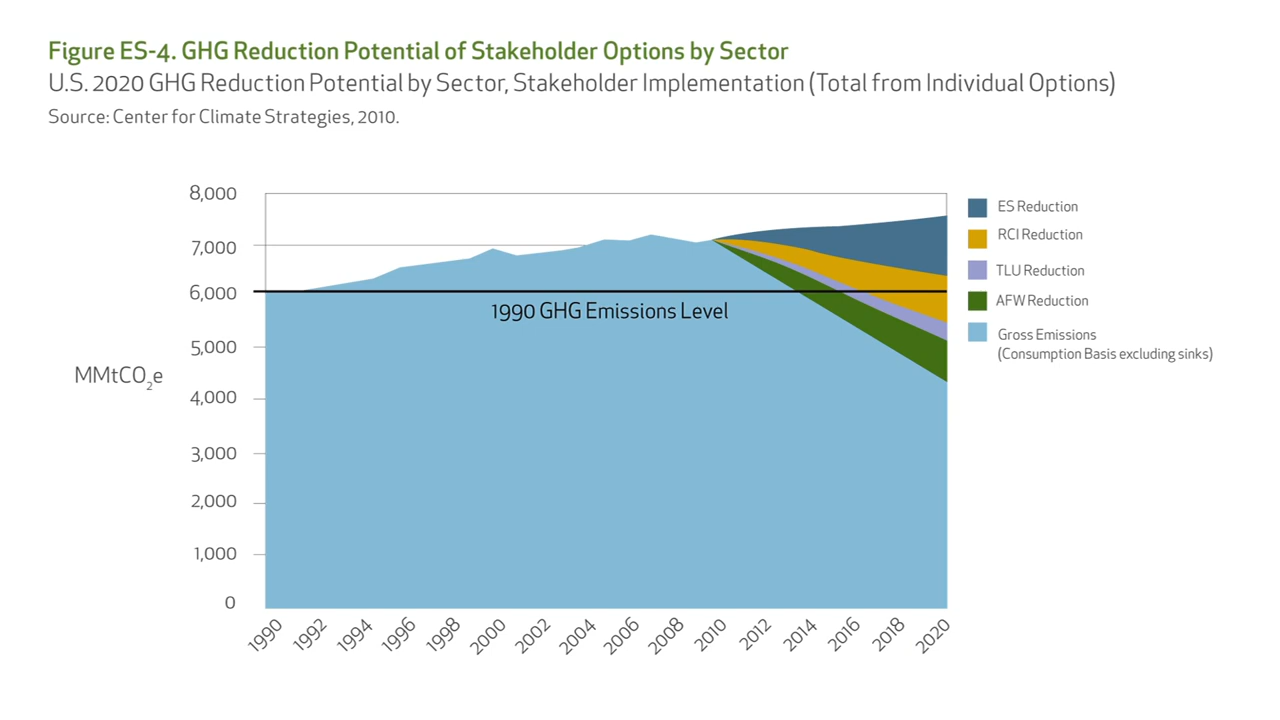 Figure ES-4. GHG Reduction Potential of Stakeholder Options by Sector
U.S. 2020 GHG Reduction Potential by Sector, Stakeholder Implementation (Total from Individual Options)
Source: Center for Climate Strategies, 2010.
8,000
7,000
6,000
5,000
4,000
3,000
2,000
1,000
0
MMtCO₂e
1990 GHG Emissions Level
ES Reduction
RCI Reduction
TLU Reduction
AFW Reduction
Gross Emissions
(Consumption Basis excluding sinks)
1990
1992
1994
1996
1998
2000
2002
2004
2006
2008
2010
2012
2014
2016
2018
2020